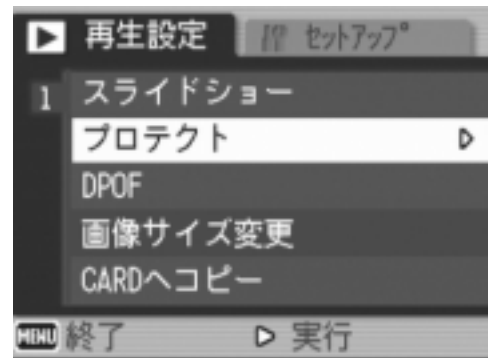 再生設定 セットアップ
1 スライドショー
プロテクト
DPOF
画像サイズ変更
CARDへコピー
MENU 終了 実行